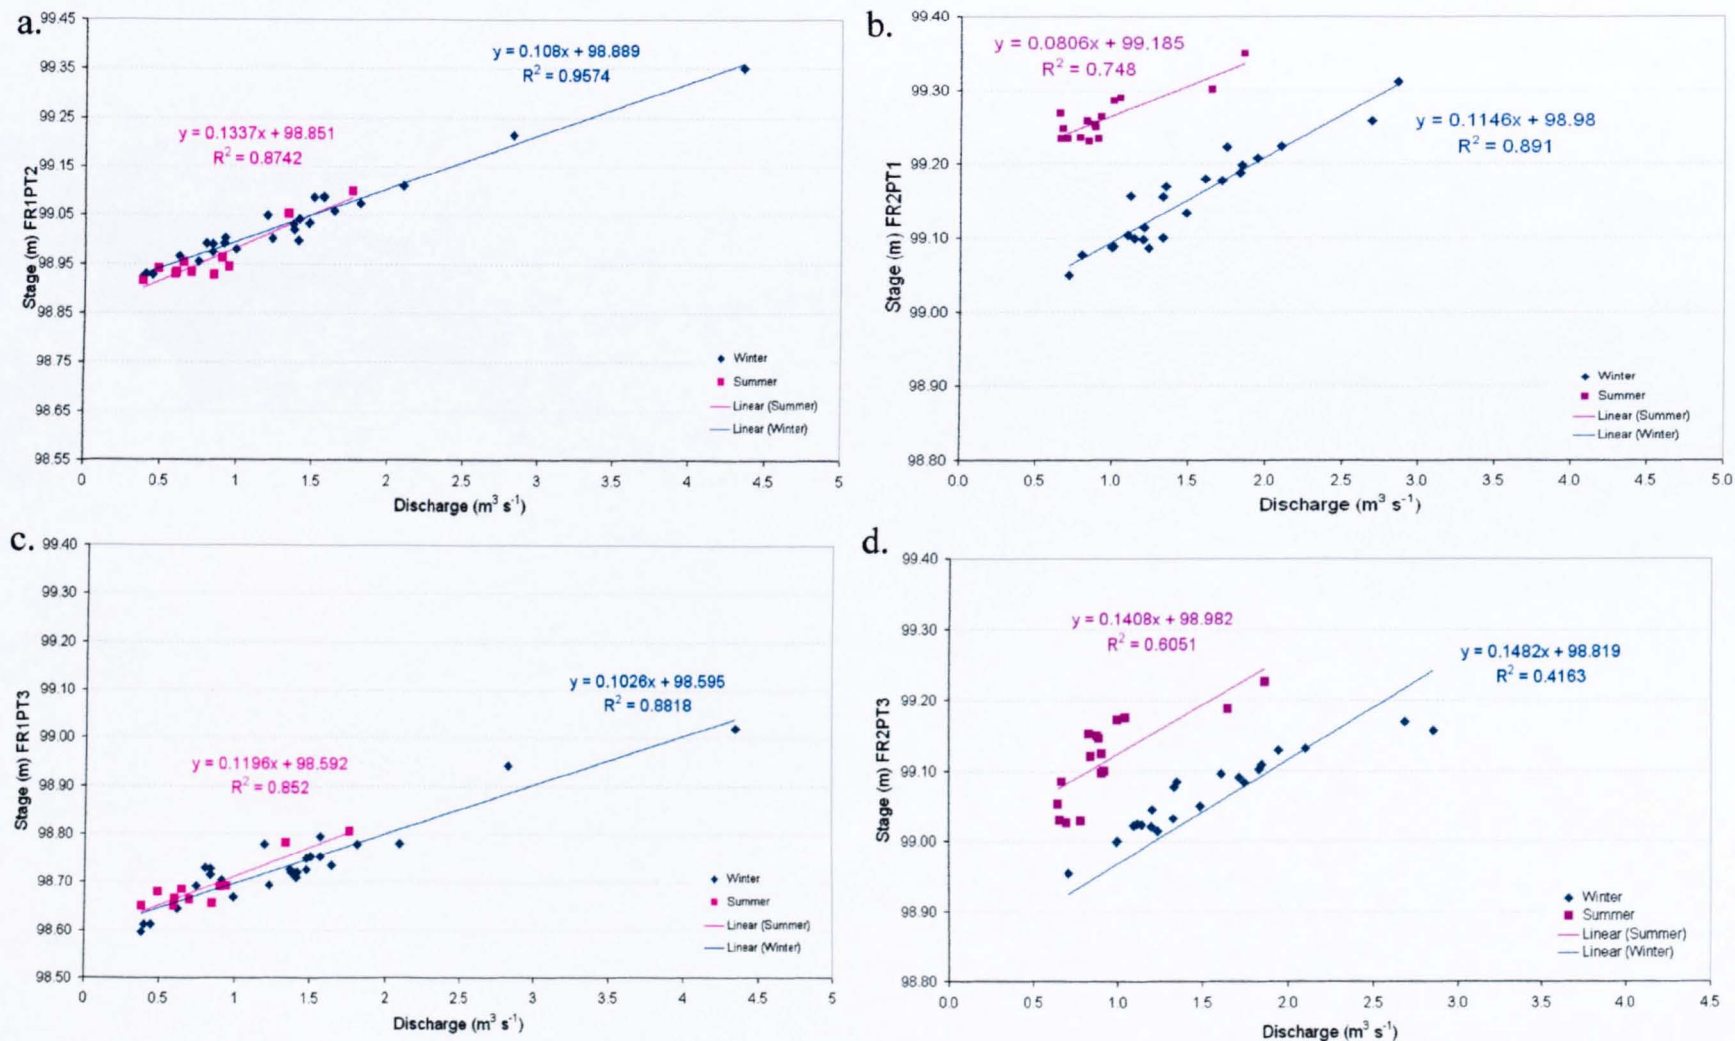 a.
99.45
99.35
99.25
99.15
99.05
98.95
98.85
98.75
98.65
98.55
Stage (m) FR1PT2
y = 0.108x + 98.889
R² = 0.9574
y = 0.1337x + 98.851
R² = 0.8742
Winter
Summer
Linear (Summer)
Linear (Winter)
0 0.5 1 1.5 2 2.5 3 3.5 4 4.5 5
Discharge (m³ s⁻¹)
b.
99.40
99.30
99.20
99.10
99.00
98.90
98.80
Stage (m) FR2PT1
y = 0.0806x + 99.185
R² = 0.748
y = 0.1146x + 98.98
R² = 0.891
Winter
Summer
Linear (Summer)
Linear (Winter)
0.0 0.5 1.0 1.5 2.0 2.5 3.0 3.5 4.0 4.5 5.0
Discharge (m³ s⁻¹)
c.
99.40
99.30
99.20
99.10
99.00
98.90
98.80
98.70
98.60
98.50
Stage (m) FR1PT3
y = 0.1026x + 98.595
R² = 0.8818
y = 0.1196x + 98.592
R² = 0.852
Winter
Summer
Linear (Summer)
Linear (Winter)
0 0.5 1 1.5 2 2.5 3 3.5 4 4.5 5
Discharge (m³ s⁻¹)
d.
99.40
99.30
99.20
99.10
99.00
98.90
98.80
Stage (m) FR2PT3
y = 0.1408x + 98.982
R² = 0.6051
y = 0.1482x + 98.819
R² = 0.4163
Winter
Summer
Linear (Summer)
Linear (Winter)
0.0 0.5 1.0 1.5 2.0 2.5 3.0 3.5 4.0 4.5
Discharge (m³ s⁻¹)